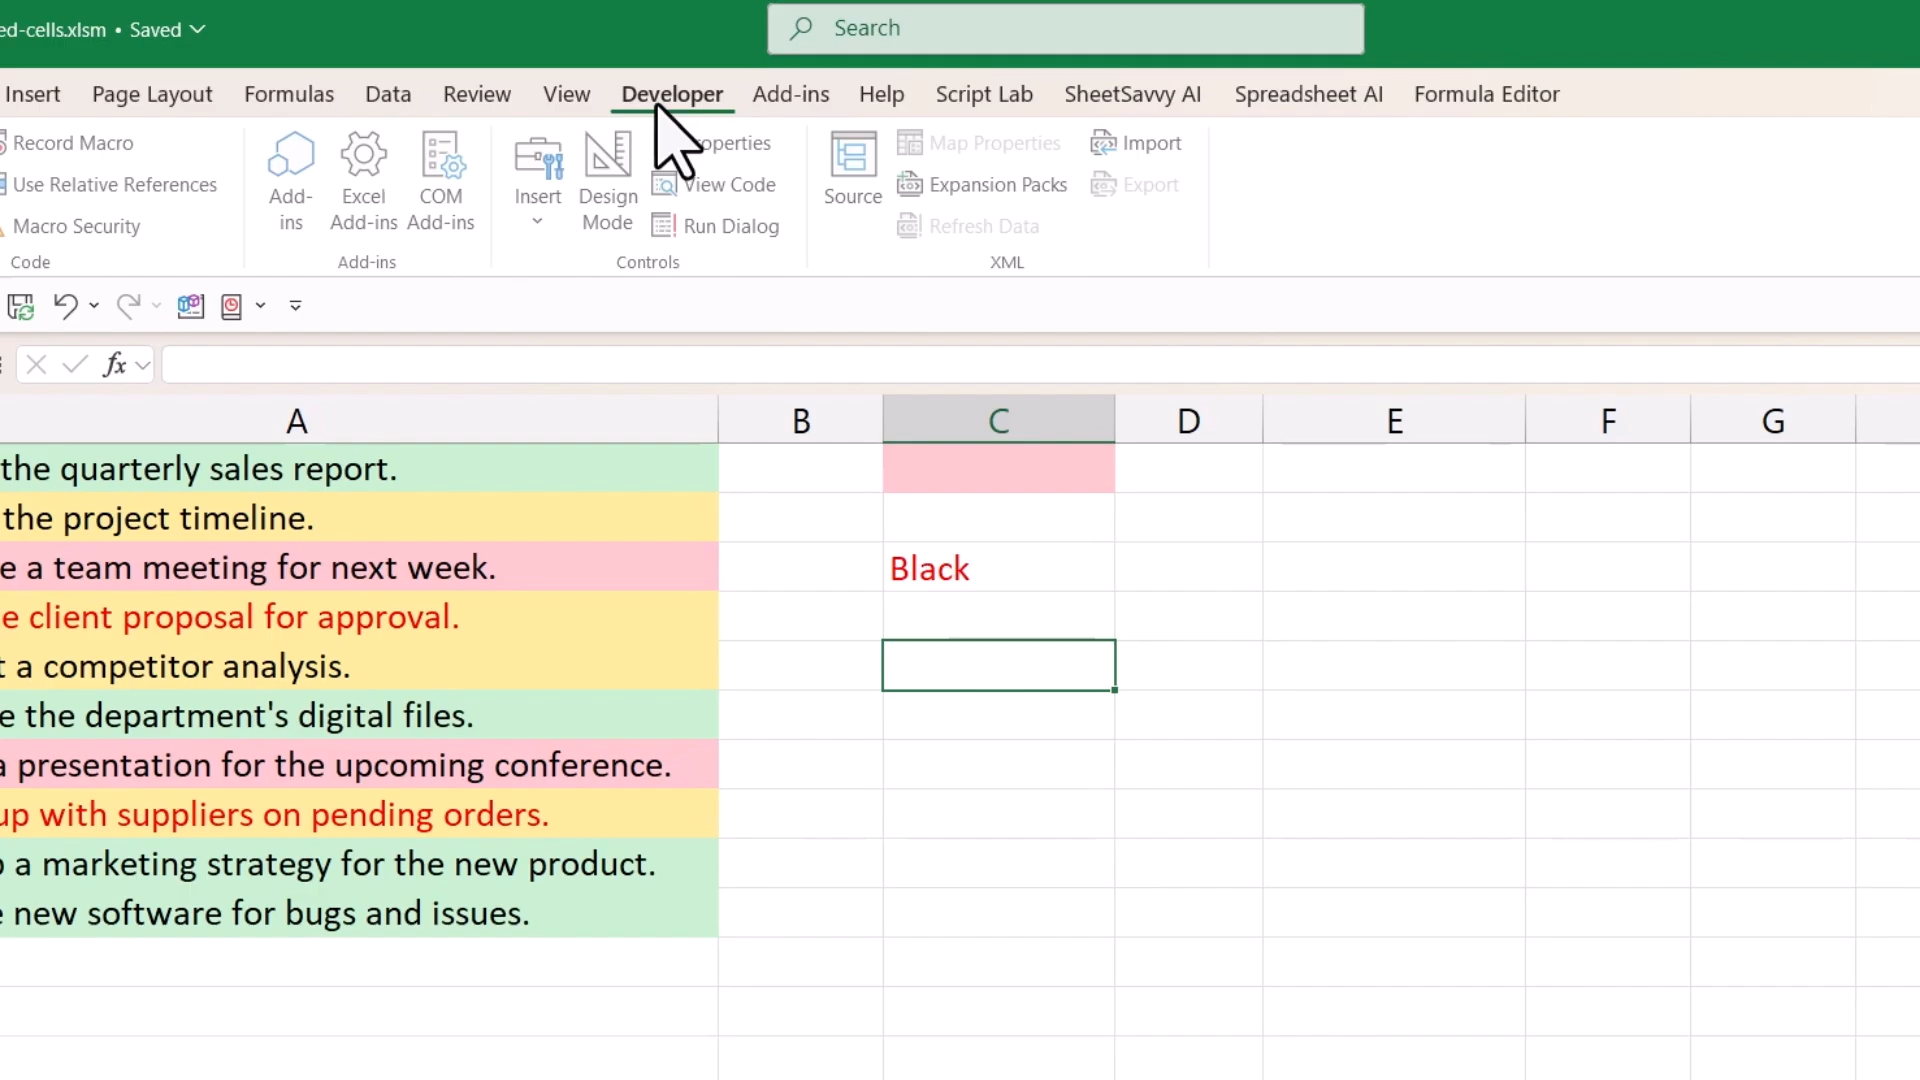 ed-cells.xlsm • Saved
Search
Insert Page Layout Formulas Data Review View Developer Add-ins Help Script Lab SheetSavvy AI Spreadsheet AI Formula Editor
Record Macro
Use Relative References
Macro Security
Code
Add-
ins
Excel
Add-ins
COM
Add-ins
Add-ins
Insert
Design
Mode
operties
View Code
Run Dialog
Controls
Source
Map Properties
Expansion Packs
Refresh Data
Import
Export
XML
fx
A B C D E F G
the quarterly sales report.
the project timeline.
e a team meeting for next week.
Black
e client proposal for approval.
t a competitor analysis.
e the department's digital files.
a presentation for the upcoming conference.
up with suppliers on pending orders.
a marketing strategy for the new product.
e new software for bugs and issues.